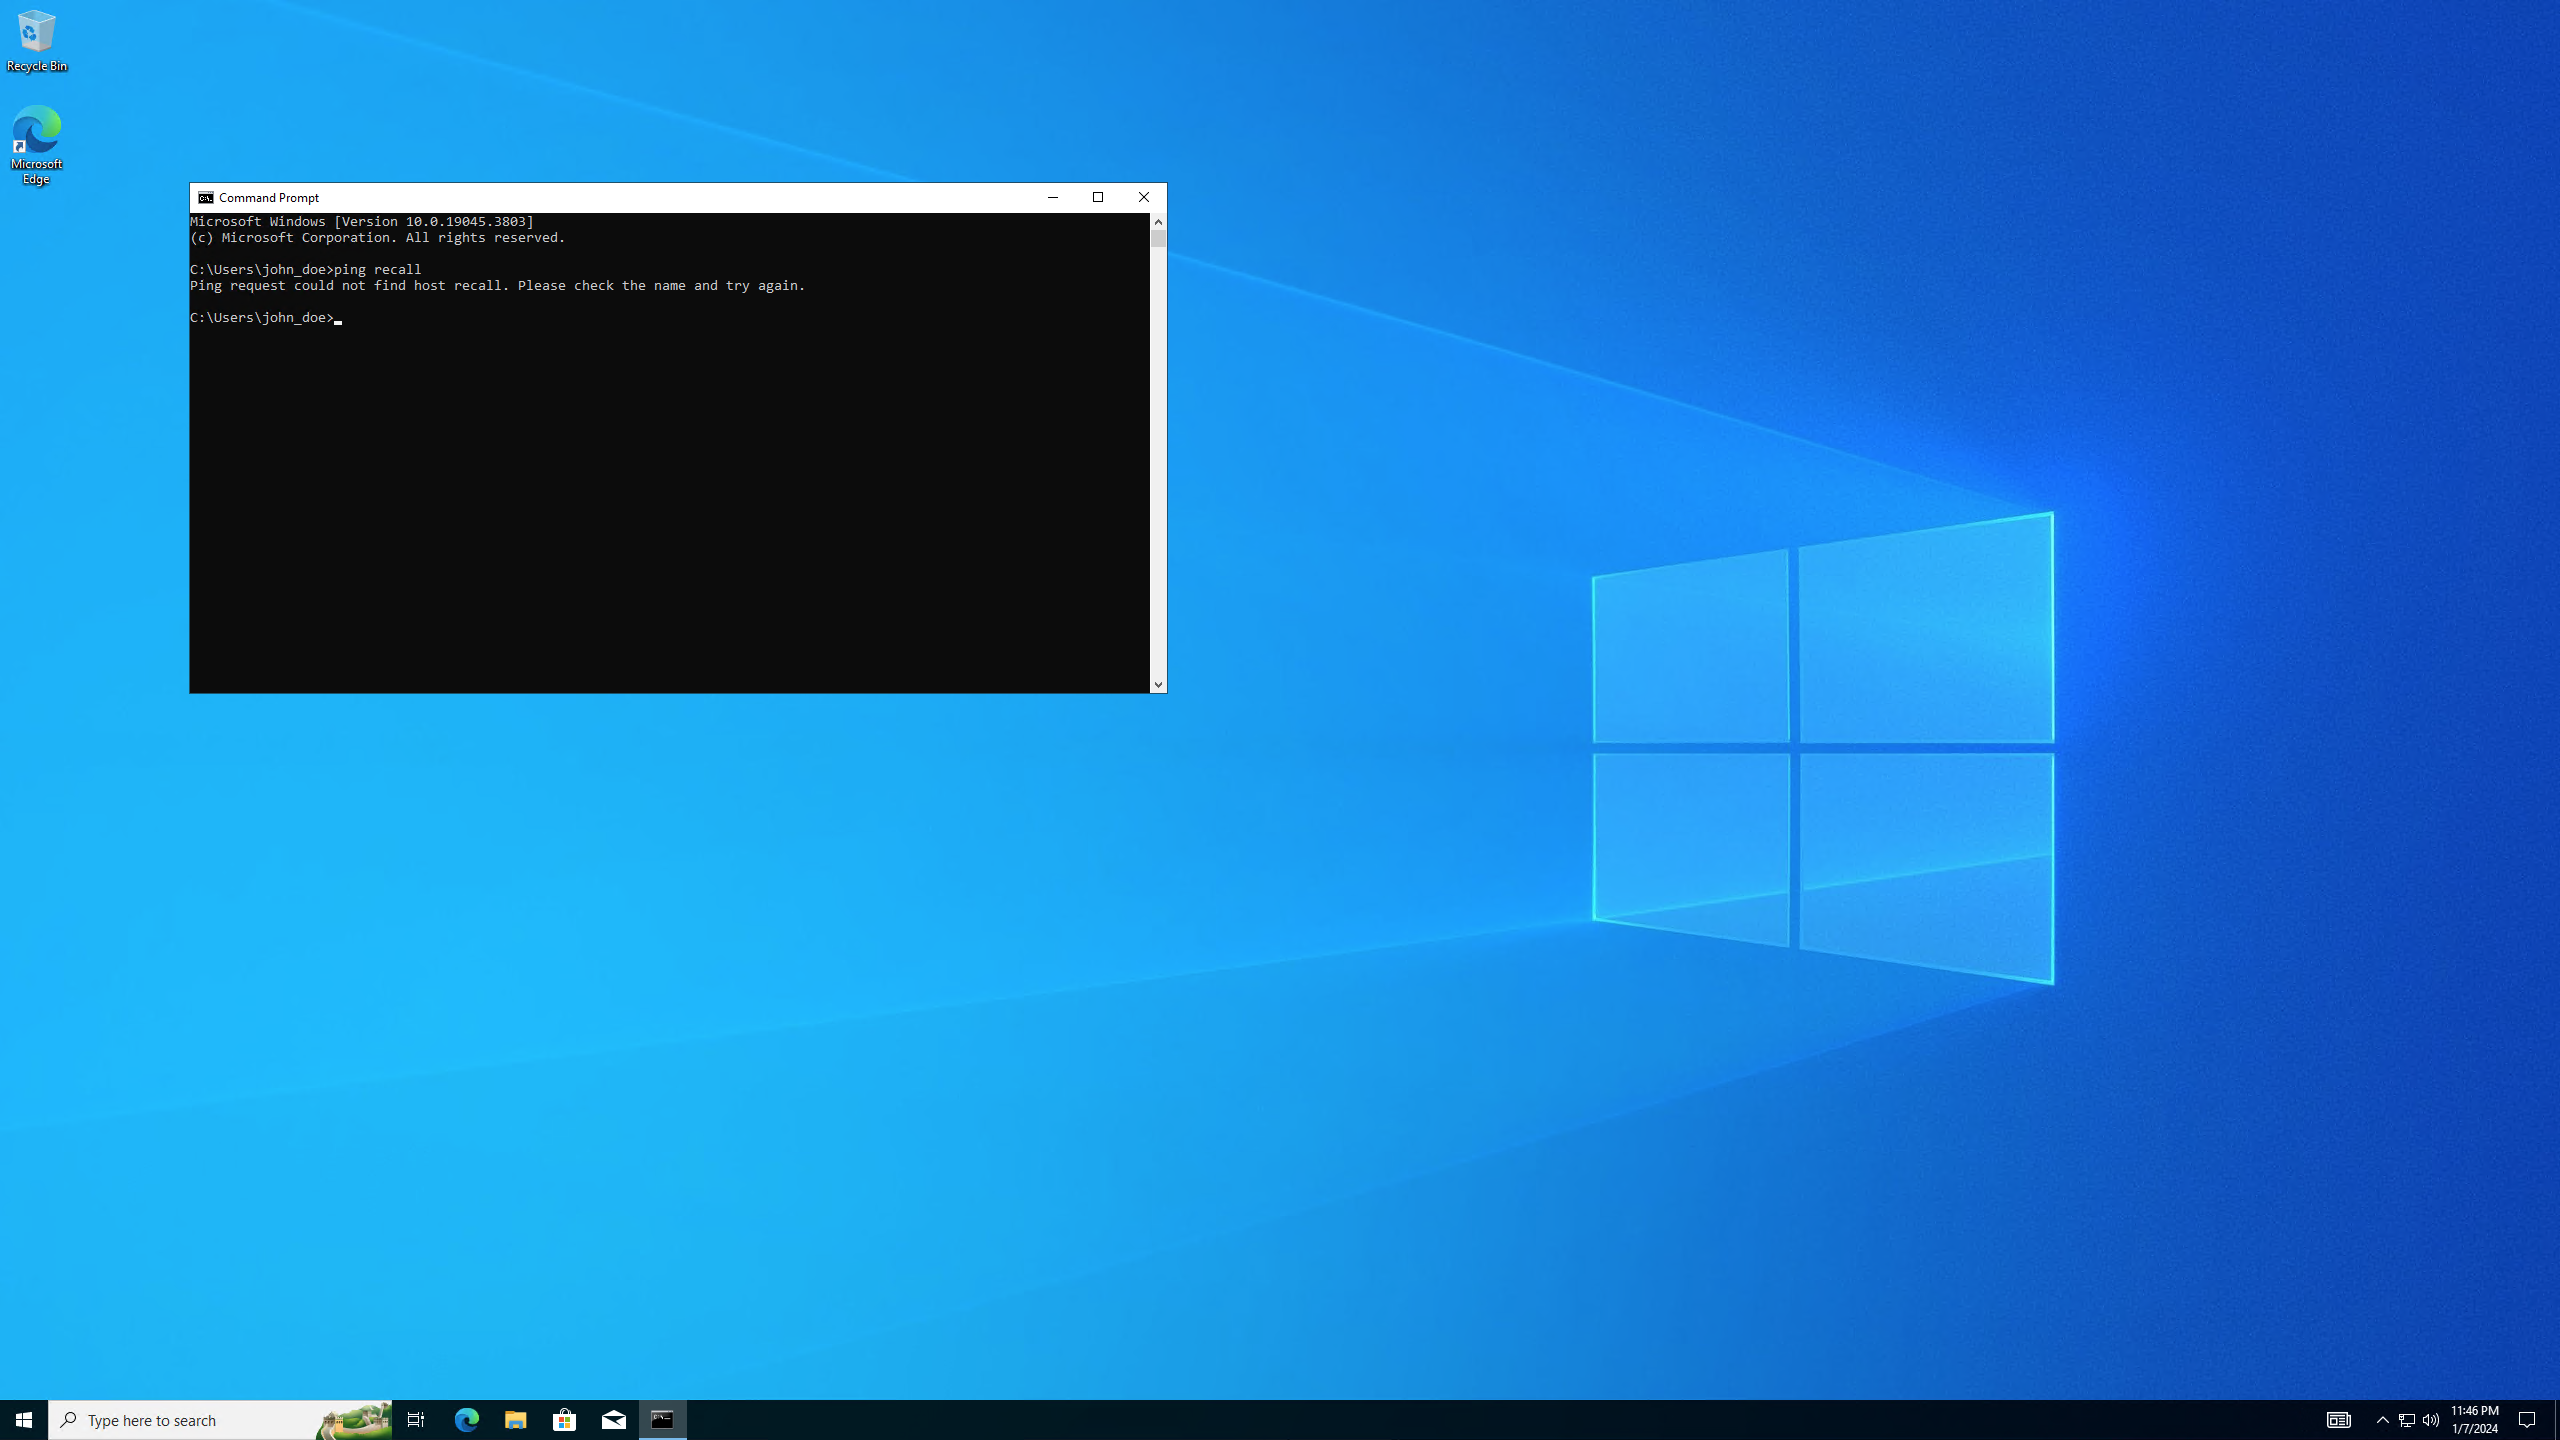 Recycle Bin
Microsoft
Edge
Command Prompt
Microsoft Windows [Version 10.0.19045.3803]
(c) Microsoft Corporation. All rights reserved.
C:\Users\john_doe>ping recall
Ping request could not find host recall. Please check the name and try again.
C:\Users\john_doe>
Type here to search
11:46 PM
1/7/2024